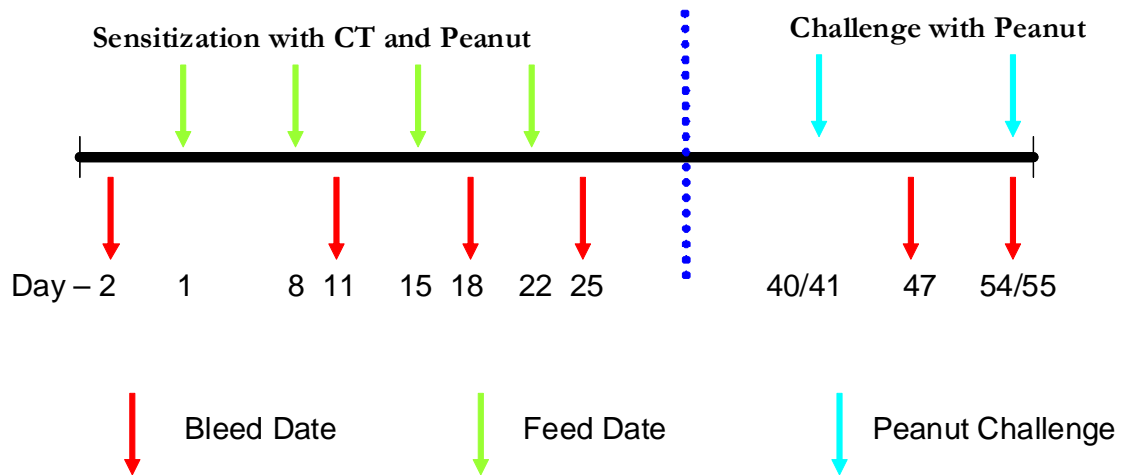 Sensitization with CT and Peanut
Challenge with Peanut
Day – 2 1 8 11 15 18 22 25 40/41 47 54/55
Bleed Date Feed Date Peanut Challenge